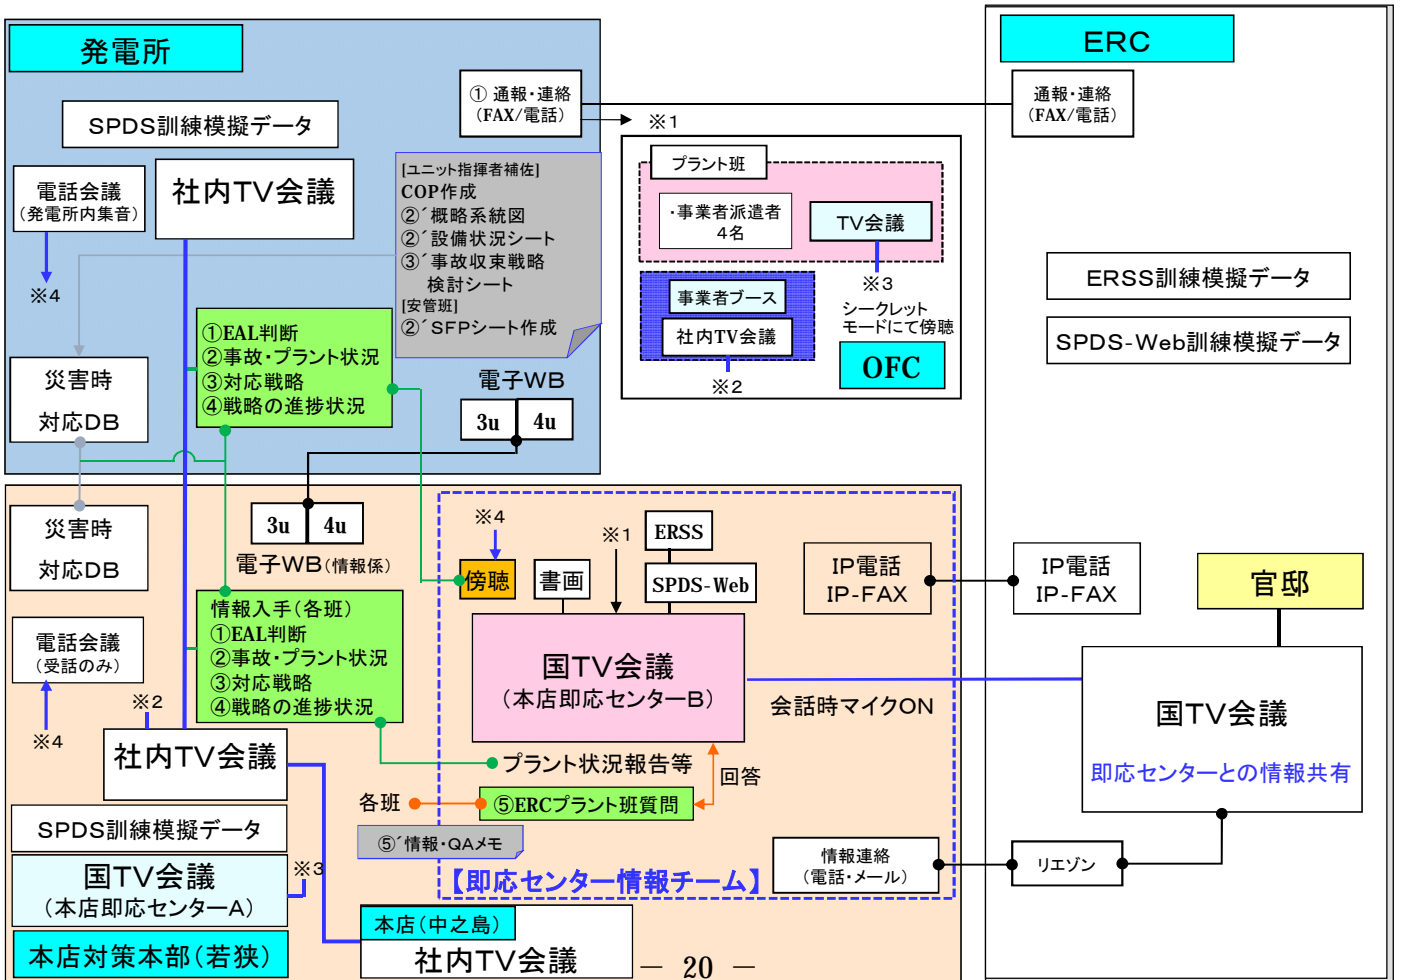 発電所
SPDS訓練模擬データ
電話会議
(発電所内集音)
※4
社内TV会議
① 通報・連絡
(FAX/電話)
※1
[ユニット指揮者補佐]
COP作成
②´概略系統図
②´設備状況シート
③´事故収束戦略
検討シート
[安管班]
②´SFPシート作成
①EAL判断
②事故・プラント状況
③対応戦略
④戦略の進捗状況
災害時
対応DB
電子WB
3u 4u
プラント班
・事業者派遣者
4名
TV会議
※3
シークレット
モードにて傍聴
事業者ブース
社内TV会議
※2
OFC
ERC
通報・連絡
(FAX/電話)
ERSS訓練模擬データ
SPDS-Web訓練模擬データ
災害時
対応DB
3u 4u
電子WB(情報係)
※4
傍聴
書画
※1
ERSS
SPDS-Web
IP電話
IP-FAX
IP電話
IP-FAX
官邸
電話会議
(受話のみ)
※4
情報入手(各班)
①EAL判断
②事故・プラント状況
③対応戦略
④戦略の進捗状況
国TV会議
(本店即応センターB)
会話時マイクON
国TV会議
即応センターとの情報共有
※2
社内TV会議
プラント状況報告等
回答
各班
⑤ERCプラント班質問
⑤´情報・QAメモ
SPDS訓練模擬データ
国TV会議
(本店即応センターA)
※3
【即応センター情報チーム】
情報連絡
(電話・メール)
リエゾン
本店対策本部(若狭)
本店(中之島)
社内TV会議
― 20 ―